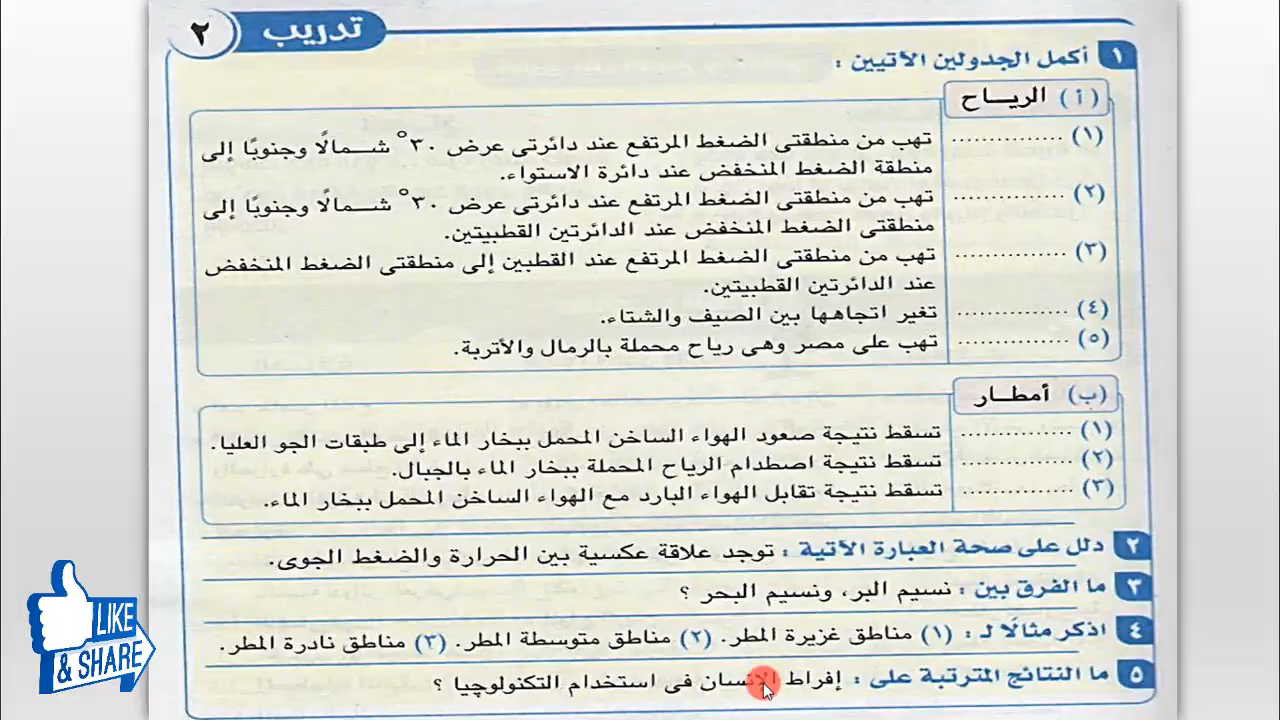 تدريب ٢
١ أكمل الجدولين الآتيين :
(أ) الرياح
(١) .............. تهب من منطقتى الضغط المرتفع عند دائرتى عرض ٣٠° شمالًا وجنوبًا إلى
منطقة الضغط المنخفض عند دائرة الاستواء.
(٢) .............. تهب من منطقتى الضغط المرتفع عند دائرتى عرض ٣٠° شمالًا وجنوبًا إلى
منطقتى الضغط المنخفض عند الدائرتين القطبيتين.
(٣) .............. تهب من منطقتى الضغط المرتفع عند القطبين إلى منطقتى الضغط المنخفض
عند الدائرتين القطبيتين.
(٤) .............. تغير اتجاهها بين الصيف والشتاء.
(٥) .............. تهب على مصر وهى رياح محملة بالرمال والأتربة.
(ب) أمطار
(١) .............. تسقط نتيجة صعود الهواء الساخن المحمل ببخار الماء إلى طبقات الجو العليا.
(٢) .............. تسقط نتيجة اصطدام الرياح المحملة ببخار الماء بالجبال.
(٣) .............. تسقط نتيجة تقابل الهواء البارد مع الهواء الساخن المحمل ببخار الماء.
٢ دلل على صحة العبارة الآتية : توجد علاقة عكسية بين الحرارة والضغط الجوى.
٣ ما الفرق بين : نسيم البر، ونسيم البحر ؟
٤ اذكر مثالًا لـ : (١) مناطق غزيرة المطر. (٢) مناطق متوسطة المطر. (٣) مناطق نادرة المطر.
٥ ما النتائج المترتبة على : إفراط الإنسان فى استخدام التكنولوچيا ؟
LIKE
& SHARE